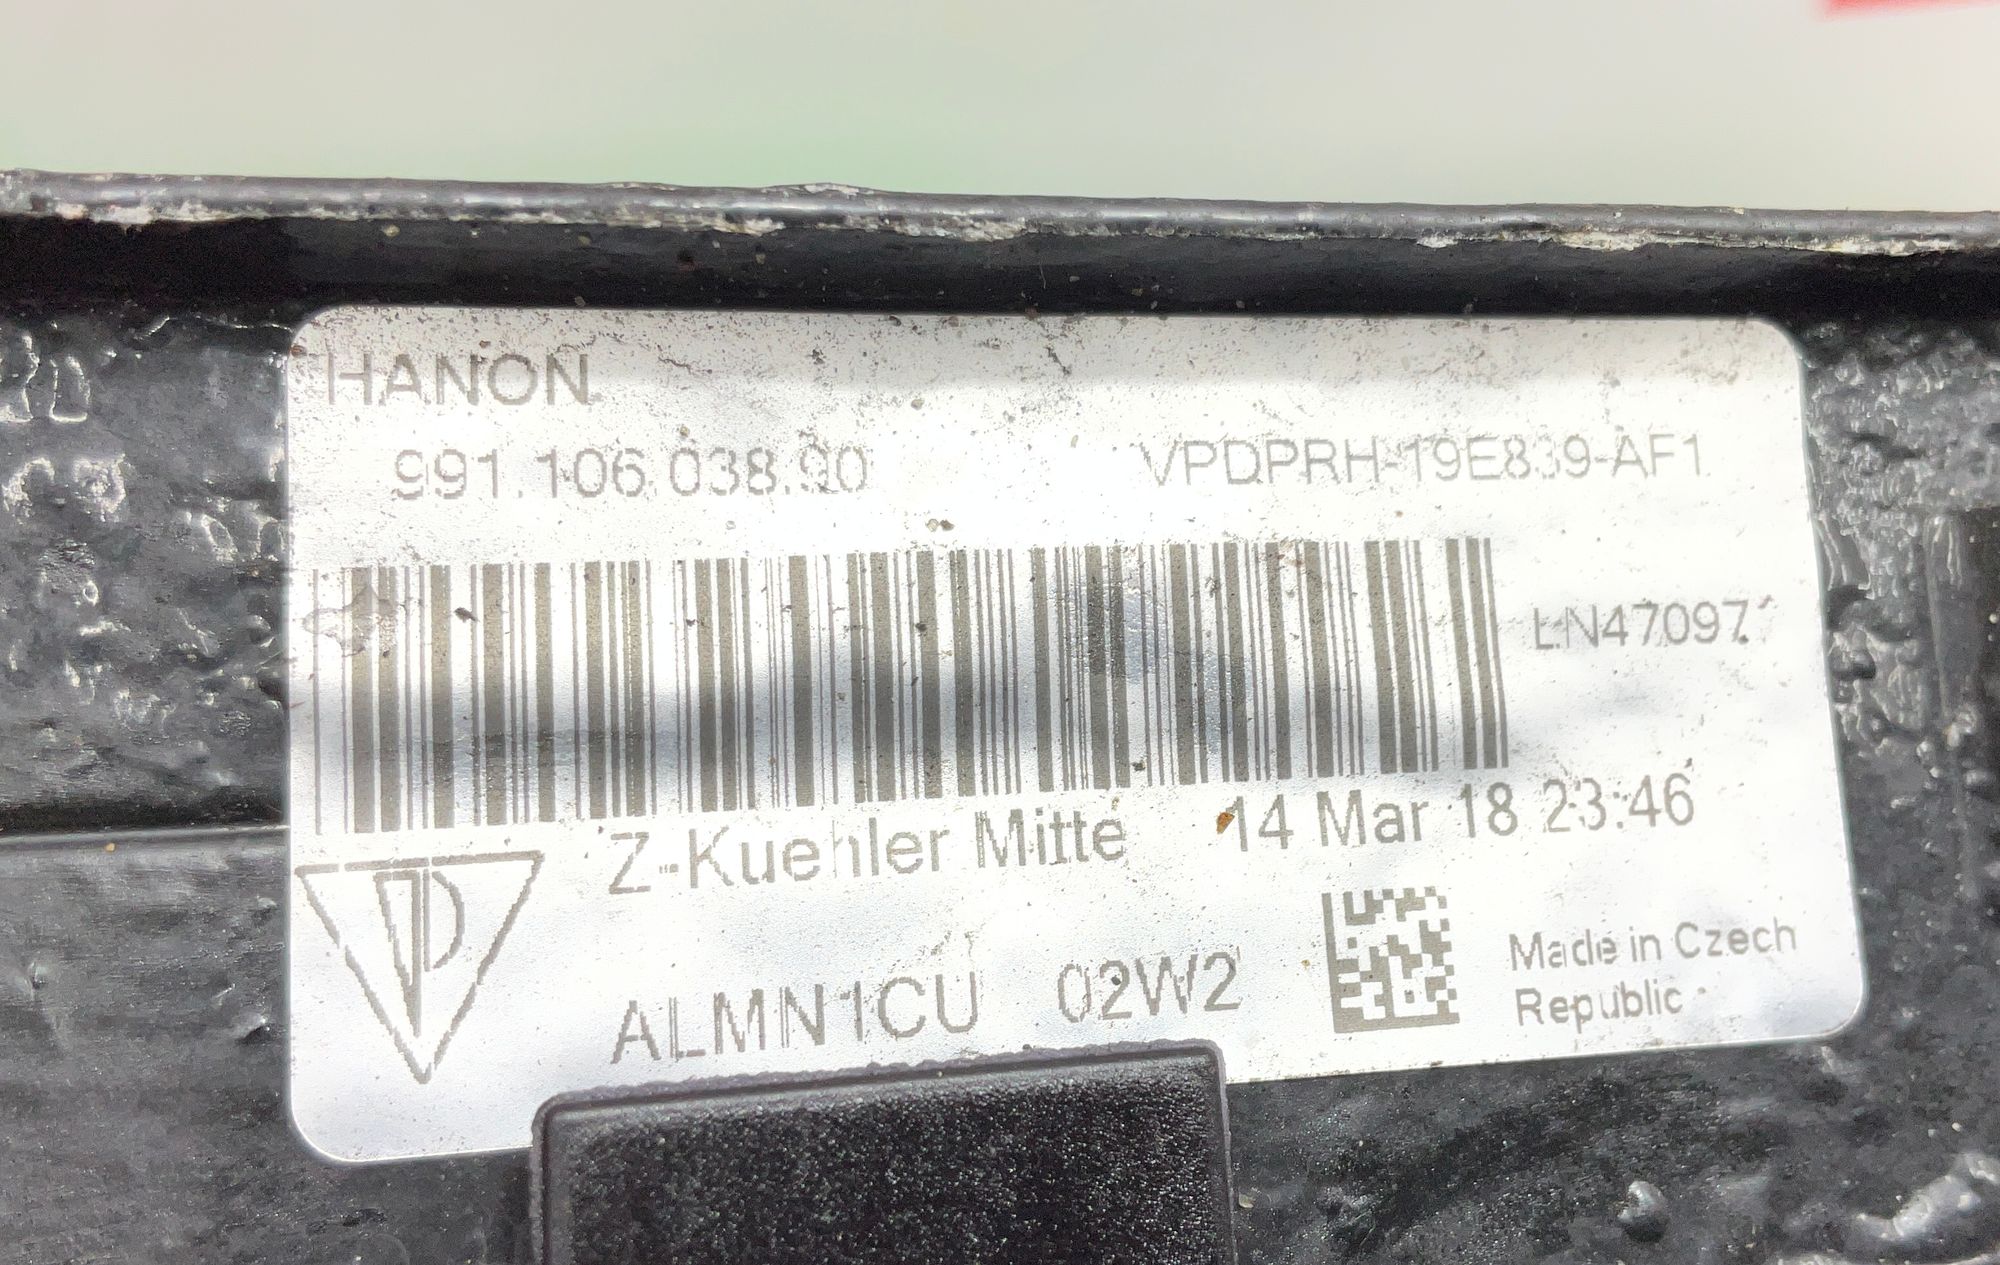 HANON
991.106.038.90 VPDPRH-19E839-AF1
LN47097
Z-Kuehler Mitte 14 Mar 18 23:46
ALMN1CU 02W2
Made in Czech
Republic